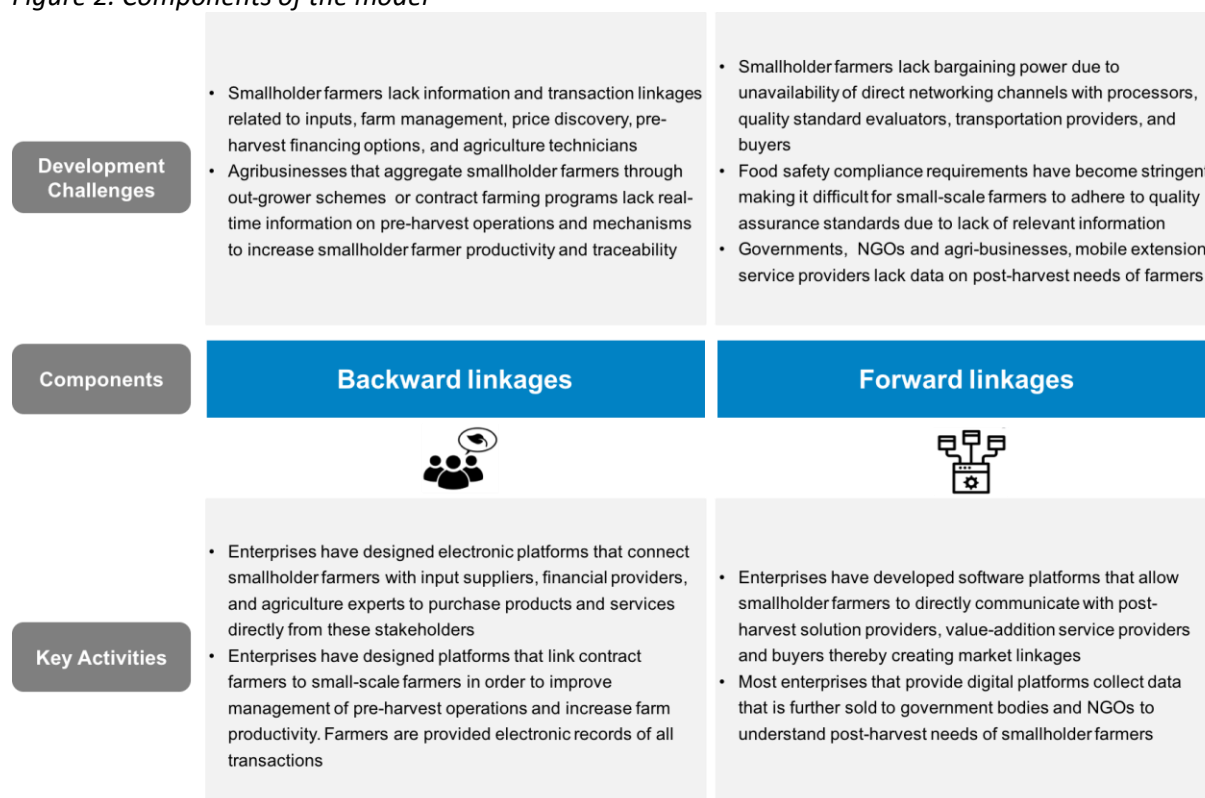 Figure 2: Components of the model
Development
Challenges
• Smallholder farmers lack information and transaction linkages
related to inputs, farm management, price discovery, pre-
harvest financing options, and agriculture technicians
• Agribusinesses that aggregate smallholder farmers through
out-grower schemes or contract farming programs lack real-
time information on pre-harvest operations and mechanisms
to increase smallholder farmer productivity and traceability
• Smallholder farmers lack bargaining power due to
unavailability of direct networking channels with processors,
quality standard evaluators, transportation providers, and
buyers
• Food safety compliance requirements have become stringent
making it difficult for small-scale farmers to adhere to quality
assurance standards due to lack of relevant information
• Governments, NGOs and agri-businesses, mobile extension
service providers lack data on post-harvest needs of farmers
Components
Backward linkages
Forward linkages
Key Activities
• Enterprises have designed electronic platforms that connect
smallholder farmers with input suppliers, financial providers,
and agriculture experts to purchase products and services
directly from these stakeholders
• Enterprises have designed platforms that link contract
farmers to small-scale farmers in order to improve
management of pre-harvest operations and increase farm
productivity. Farmers are provided electronic records of all
transactions
• Enterprises have developed software platforms that allow
smallholder farmers to directly communicate with post-
harvest solution providers, value-addition service providers
and buyers thereby creating market linkages
• Most enterprises that provide digital platforms collect data
that is further sold to government bodies and NGOs to
understand post-harvest needs of smallholder farmers